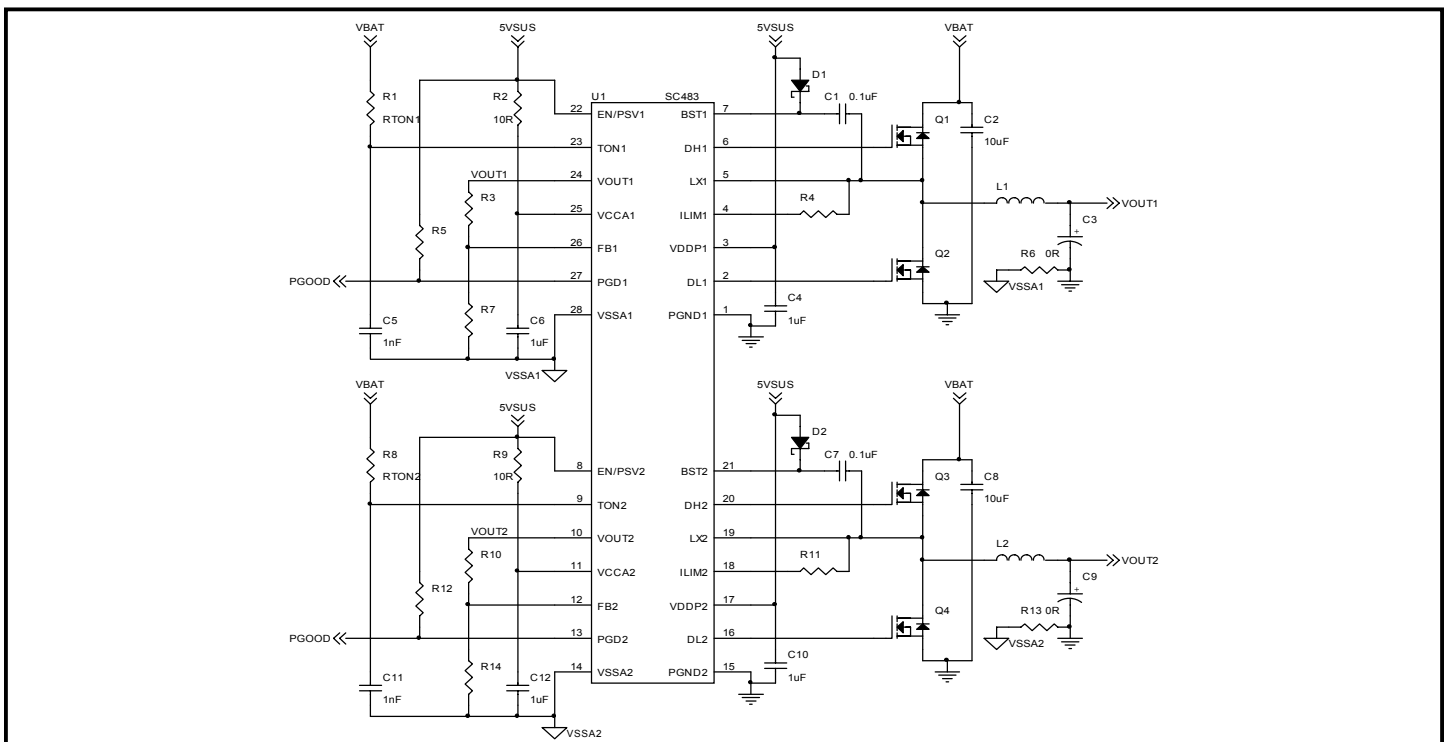 VBAT
5VSUS
5VSUS
VBAT
R1
RTON1
R2
10R
U1
SC483
D1
C1
0.1uF
Q1
C2
10uF
22
EN/PSV1
BST1
7
23
TON1
DH1
6
VOUT1
24
VOUT1
LX1
5
R3
25
VCCA1
ILIM1
4
R4
L1
VOUT1
C3
+
R5
26
FB1
VDDP1
3
Q2
R6
0R
VSSA1
PGOOD
27
PGD1
DL1
2
R7
C4
1uF
28
VSSA1
PGND1
1
C5
1nF
C6
1uF
VSSA1
VBAT
5VSUS
5VSUS
VBAT
R8
RTON2
R9
10R
D2
C7
0.1uF
Q3
C8
10uF
8
EN/PSV2
BST2
21
9
TON2
DH2
20
VOUT2
10
VOUT2
LX2
19
R10
11
VCCA2
ILIM2
18
R11
L2
VOUT2
C9
+
R12
12
FB2
VDDP2
17
Q4
R13
0R
VSSA2
PGOOD
13
PGD2
DL2
16
R14
C10
1uF
14
VSSA2
PGND2
15
C11
1nF
C12
1uF
VSSA2